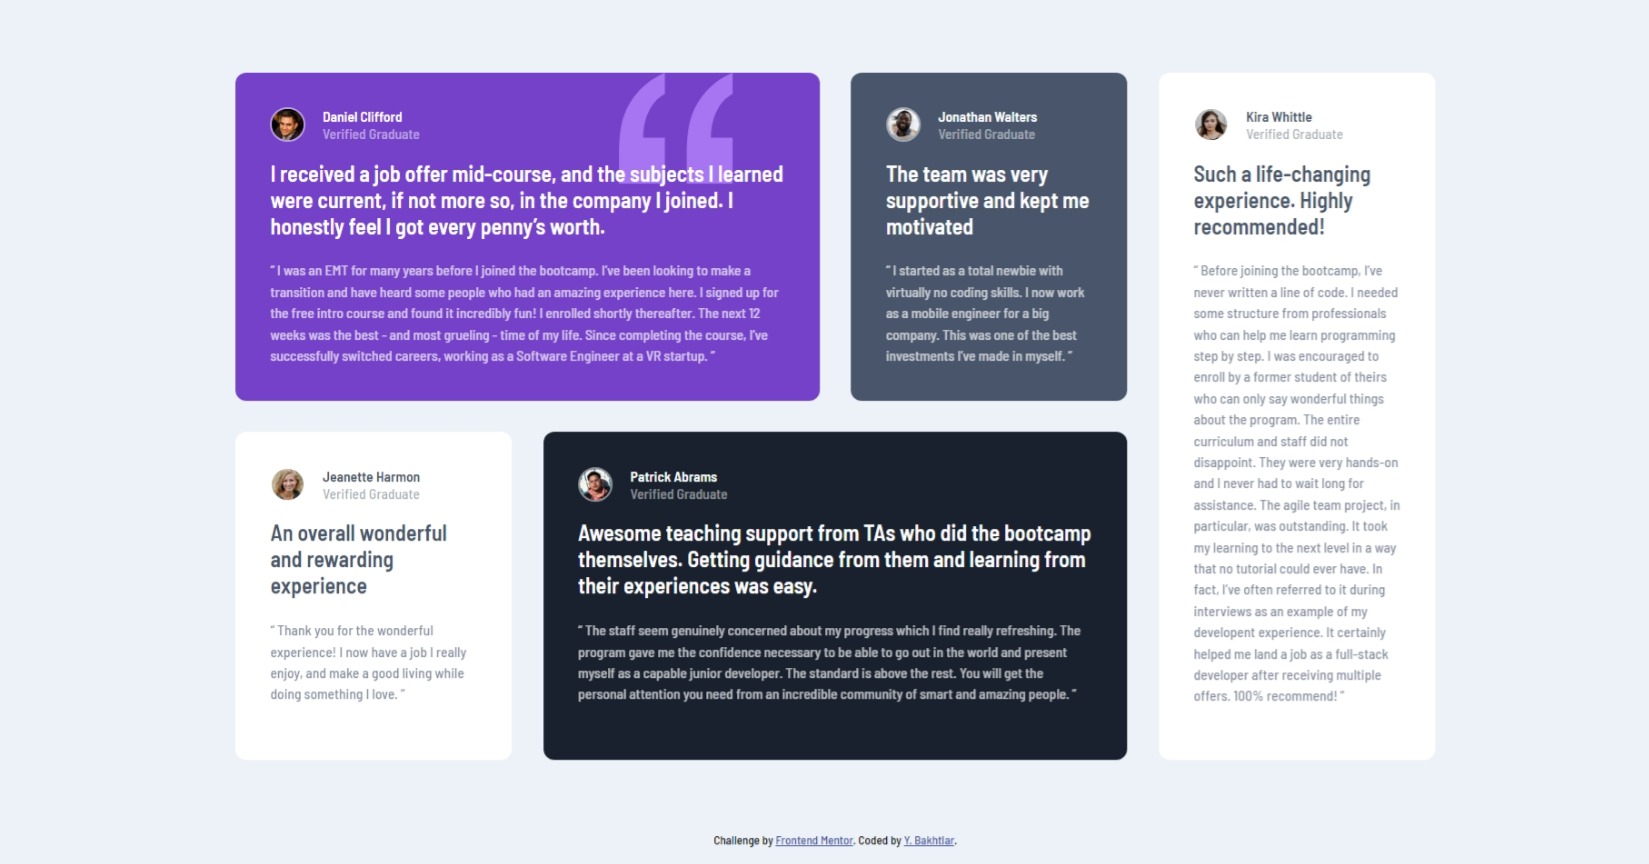 Daniel Clifford
Verified Graduate
I received a job offer mid-course, and the subjects I learned
were current, if not more so, in the company I joined. I
honestly feel I got every penny’s worth.
“ I was an EMT for many years before I joined the bootcamp. I’ve been looking to make a
transition and have heard some people who had an amazing experience here. I signed up for
the free intro course and found it incredibly fun! I enrolled shortly thereafter. The next 12
weeks was the best - and most grueling - time of my life. Since completing the course, I’ve
successfully switched careers, working as a Software Engineer at a VR startup. ”
Jonathan Walters
Verified Graduate
The team was very
supportive and kept me
motivated
“ I started as a total newbie with
virtually no coding skills. I now work
as a mobile engineer for a big
company. This was one of the best
investments I’ve made in myself. ”
Kira Whittle
Verified Graduate
Such a life-changing
experience. Highly
recommended!
“ Before joining the bootcamp, I’ve
never written a line of code. I needed
some structure from professionals
who can help me learn programming
step by step. I was encouraged to
enroll by a former student of theirs
who can only say wonderful things
about the program. The entire
curriculum and staff did not
disappoint. They were very hands-on
and I never had to wait long for
assistance. The agile team project, in
particular, was outstanding. It took
my learning to the next level in a way
that no tutorial could ever have. In
fact, I’ve often referred to it during
interviews as an example of my
developent experience. It certainly
helped me land a job as a full-stack
developer after receiving multiple
offers. 100% recommend! ”
Jeanette Harmon
Verified Graduate
An overall wonderful
and rewarding
experience
“ Thank you for the wonderful
experience! I now have a job I really
enjoy, and make a good living while
doing something I love. ”
Patrick Abrams
Verified Graduate
Awesome teaching support from TAs who did the bootcamp
themselves. Getting guidance from them and learning from
their experiences was easy.
“ The staff seem genuinely concerned about my progress which I find really refreshing. The
program gave me the confidence necessary to be able to go out in the world and present
myself as a capable junior developer. The standard is above the rest. You will get the
personal attention you need from an incredible community of smart and amazing people. ”
Challenge by Frontend Mentor. Coded by Y. Bakhtiar.